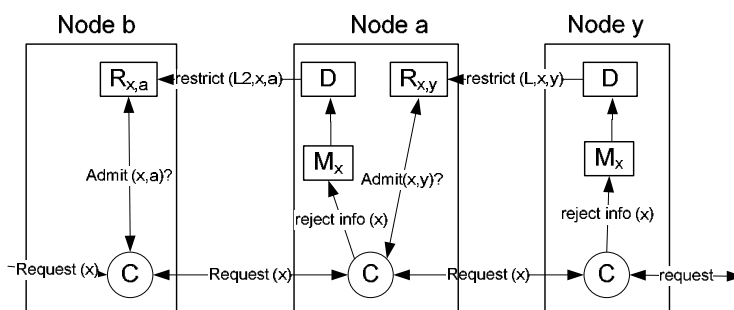 Node b
Node a
Node y
Rx,a
restrict (L2,x,a)
D
Rx,y
restrict (L,x,y)
D
Mx
Mx
Admit (x,a)?
Admit(x,y)?
reject info (x)
reject info (x)
~Request (x)
C
Request (x)
C
Request (x)
C
request